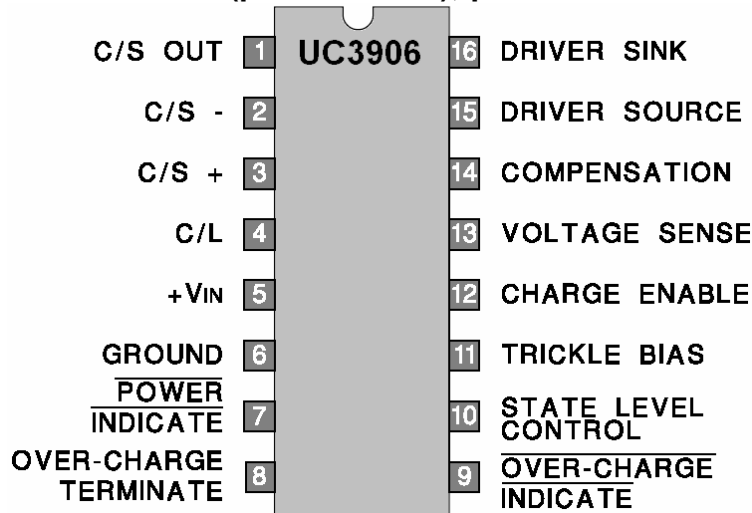 C/S OUT 1 UC3906 16 DRIVER SINK
C/S - 2 15 DRIVER SOURCE
C/S + 3 14 COMPENSATION
C/L 4 13 VOLTAGE SENSE
+VIN 5 12 CHARGE ENABLE
GROUND 6 11 TRICKLE BIAS
POWER
INDICATE 7 10 STATE LEVEL
CONTROL
OVER-CHARGE
TERMINATE 8 9 OVER-CHARGE
INDICATE